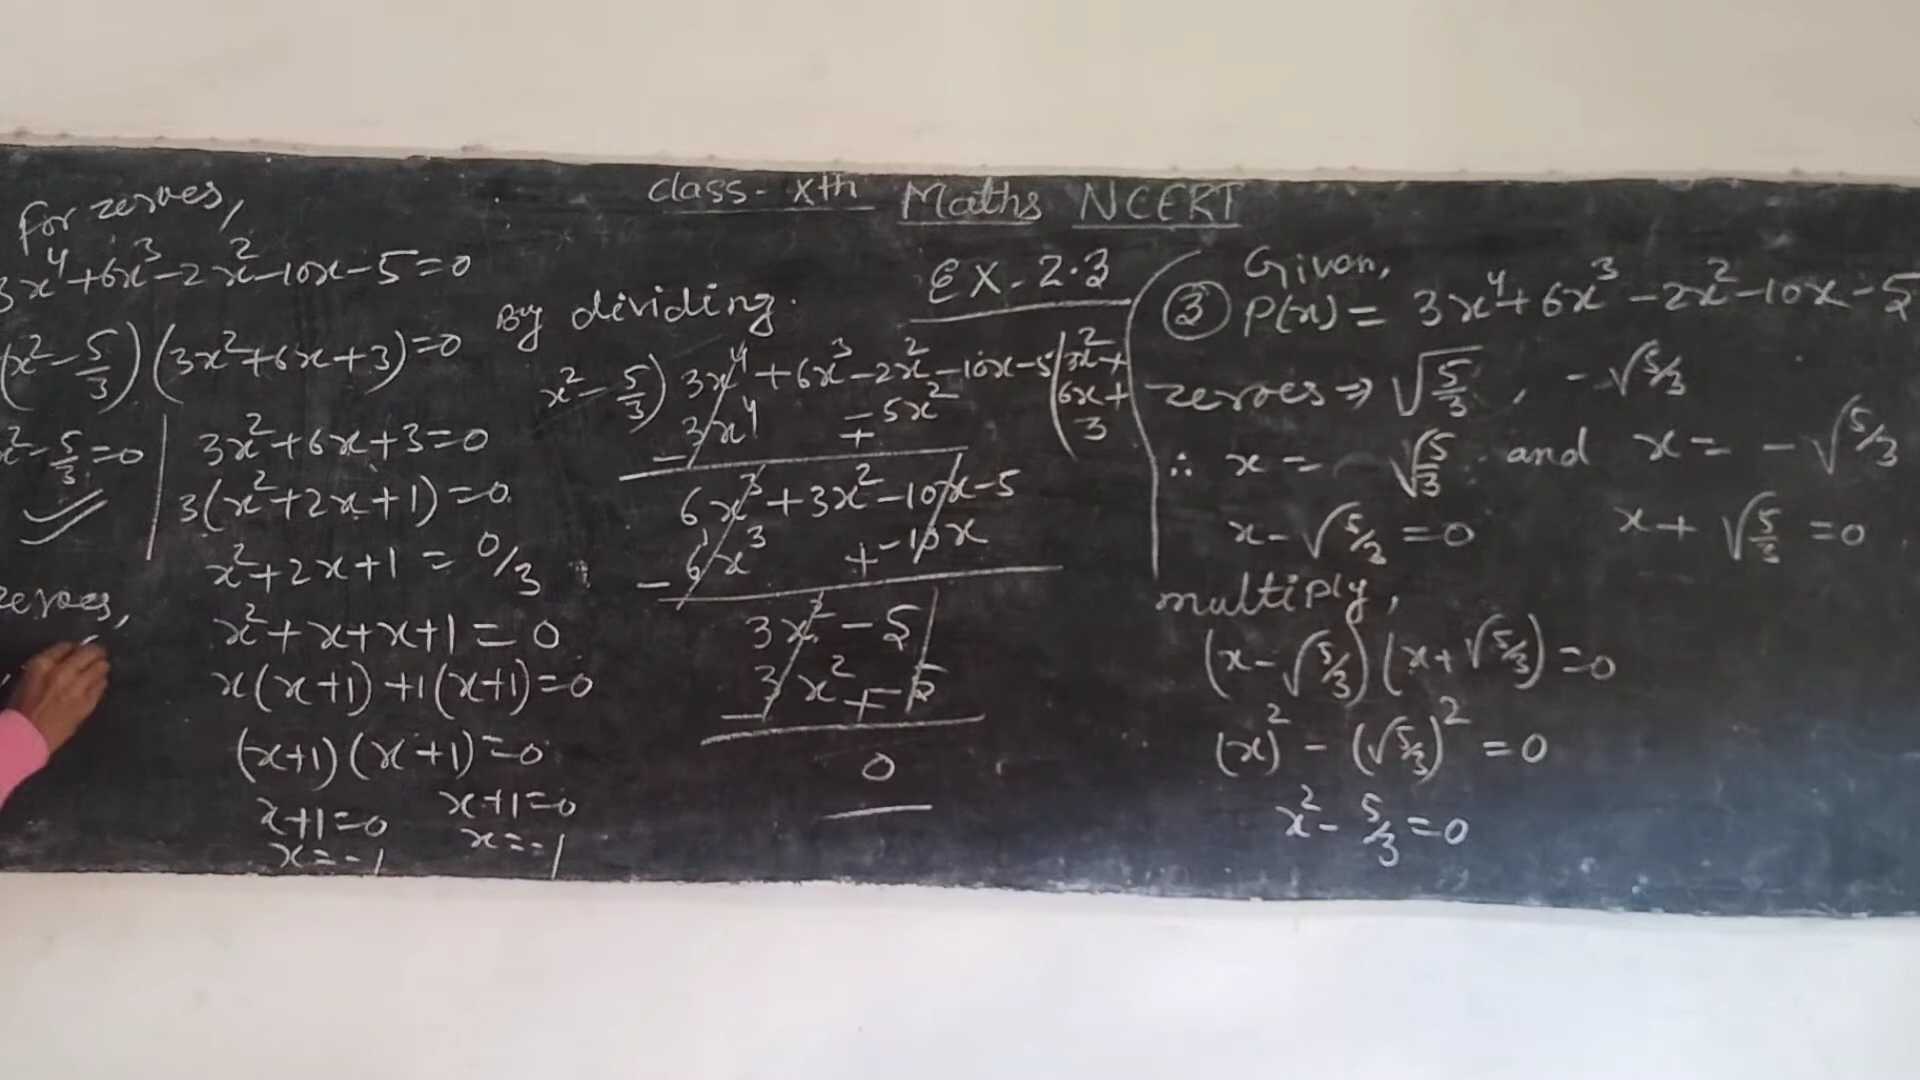 class- xth Maths NCERT
Ex. 2.3
③ Given,
P(x) = 3x⁴+6x³-2x²-10x-5
zeroes ⇒ √5/3 , -√5/3
∴ x = √5/3 and x = -√5/3
x-√5/3 = 0 x+√5/3 = 0
multiply,
(x-√5/3)(x+√5/3)=0
(x)² - (√5/3)² = 0
x² - 5/3 = 0
By dividing.
x² - 5/3 ) 3x⁴+6x³-2x²-10x-5 ( 3x²+
6x+
3
3x⁴ -5x²
- +
6x³+3x²-10x-5
6x³ -10x
- +
3x²-5
3x²-5
- +
0
For zeroes,
3x⁴+6x³-2x²-10x-5=0
(x²-5/3)(3x²+6x+3)=0
x²-5/3=0
3x²+6x+3=0
3(x²+2x+1)=0
x²+2x+1=0/3
x²+x+x+1=0
x(x+1)+1(x+1)=0
(x+1)(x+1)=0
x+1=0 x+1=0
x=-1 x=-1
zeroes,